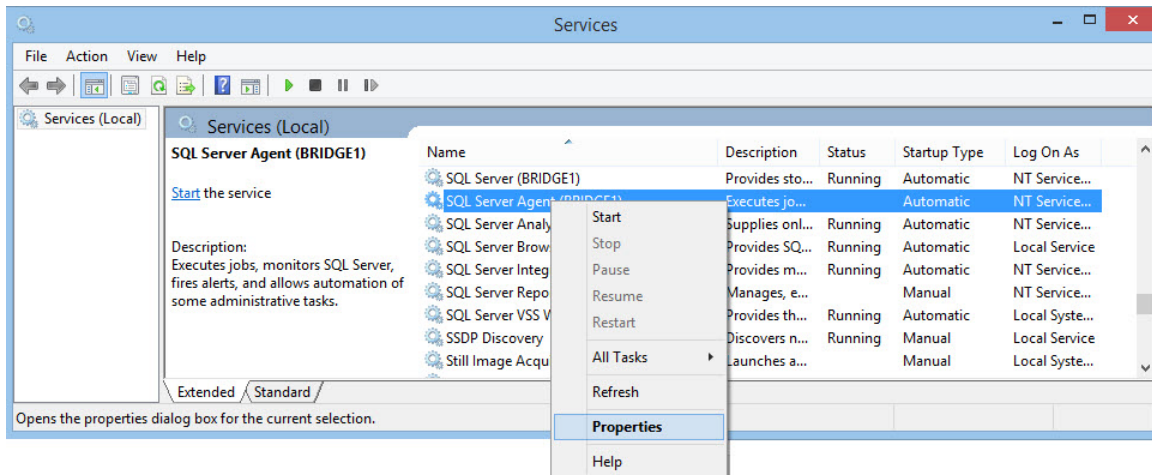 Services
File Action View Help
Services (Local)
Services (Local)
SQL Server Agent (BRIDGE1)
Start the service
Description:
Executes jobs, monitors SQL Server,
fires alerts, and allows automation of
some administrative tasks.
Name Description Status Startup Type Log On As
SQL Server (BRIDGE1) Provides sto... Running Automatic NT Service...
SQL Server Agent (BRIDGE1) Executes jo... Automatic NT Service...
SQL Server Analy Supplies onl... Running Automatic NT Service...
SQL Server Brow Provides SQ... Running Automatic Local Service
SQL Server Integ Provides m... Running Automatic NT Service...
SQL Server Repo Manages, e... Manual NT Service...
SQL Server VSS W Provides th... Running Automatic Local Syste...
SSDP Discovery Discovers n... Running Manual Local Service
Still Image Acqu Launches a... Manual Local Syste...
Start
Stop
Pause
Resume
Restart
All Tasks
Refresh
Properties
Help
Extended Standard
Opens the properties dialog box for the current selection.